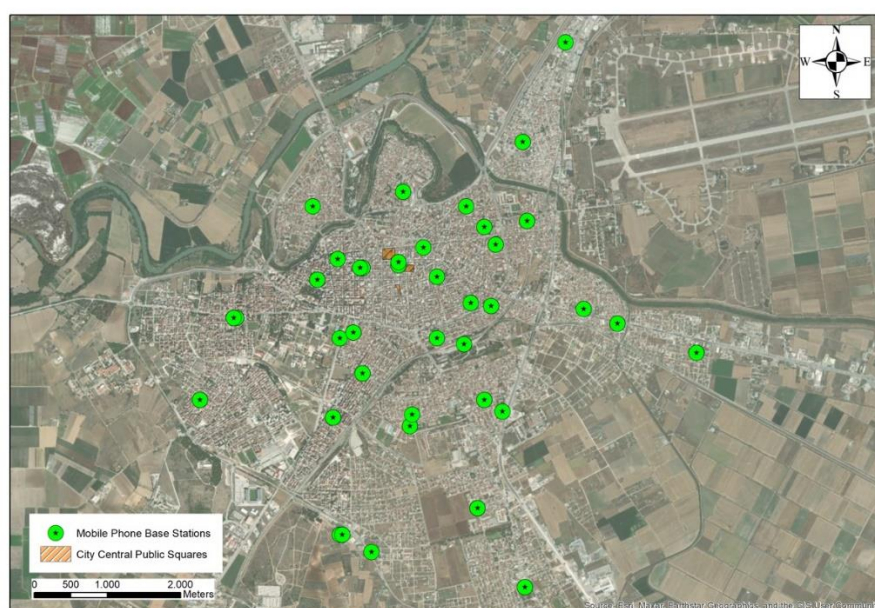 N
W E
S
Mobile Phone Base Stations
City Central Public Squares
0 500 1.000 2.000
Meters